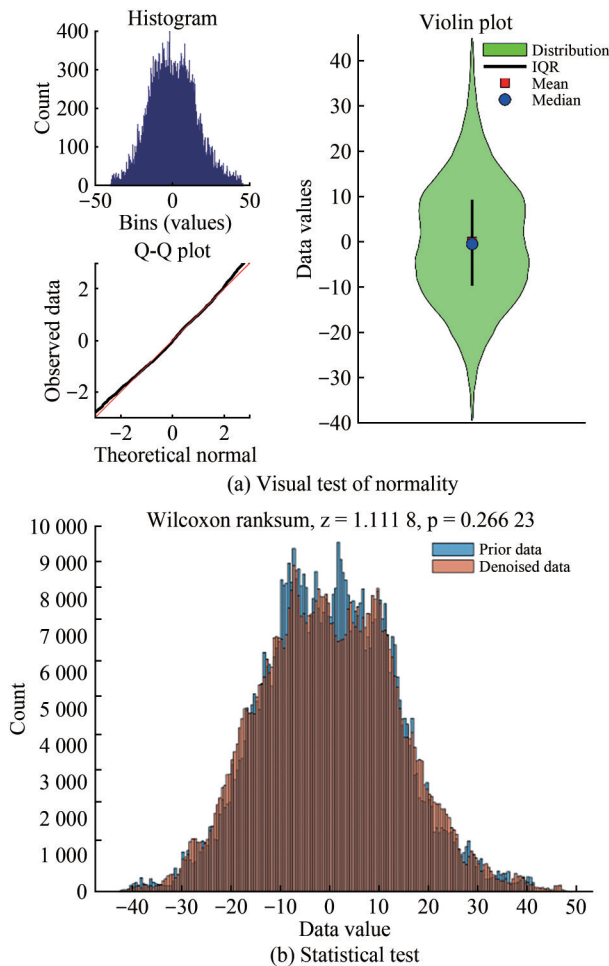 Histogram
400
300
200
100
0
Count
−50
0
50
Bins (values)
Q-Q plot
2
0
−2
Observed data
−2
0
2
Theoretical normal
Violin plot
Distribution
IQR
Mean
Median
40
30
20
10
0
−10
−20
−30
−40
Data values
(a) Visual test of normality
Wilcoxon ranksum, z = 1.111 8, p = 0.266 23
Prior data
Denoised data
10 000
9 000
8 000
7 000
6 000
5 000
4 000
3 000
2 000
1 000
0
Count
−40
−30
−20
−10
0
10
20
30
40
50
Data value
(b) Statistical test